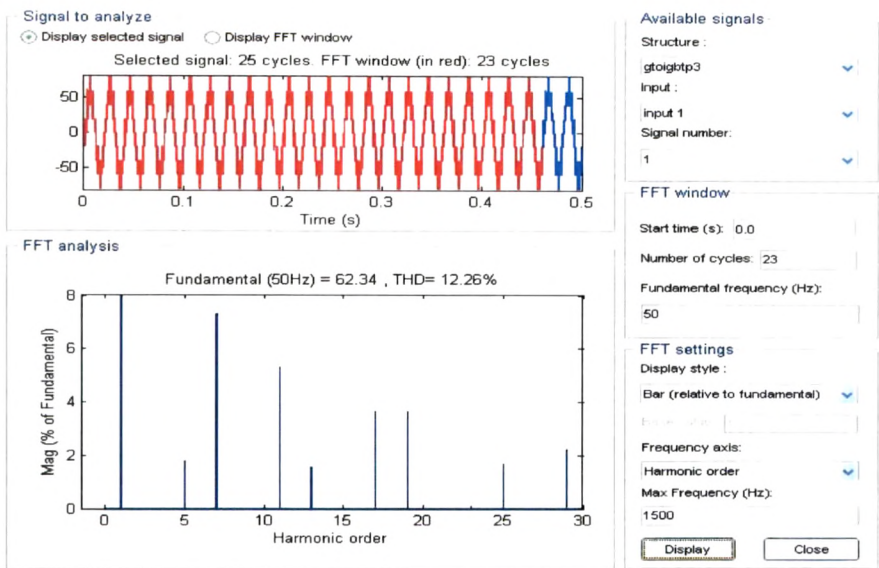 Signal to analyze
Display selected signal Display FFT window
Selected signal: 25 cycles. FFT window (in red): 23 cycles
50
0
-50
0 0.1 0.2 0.3 0.4 0.5
Time (s)
FFT analysis
Fundamental (50Hz) = 62.34 , THD= 12.26%
Mag (% of Fundamental)
8
6
4
2
0
0 5 10 15 20 25 30
Harmonic order
Available signals
Structure :
gtoigbtp3
Input :
input 1
Signal number:
1
FFT window
Start time (s): 0.0
Number of cycles: 23
Fundamental frequency (Hz):
50
FFT settings
Display style :
Bar (relative to fundamental)
Frequency axis:
Harmonic order
Max Frequency (Hz):
1500
Display Close